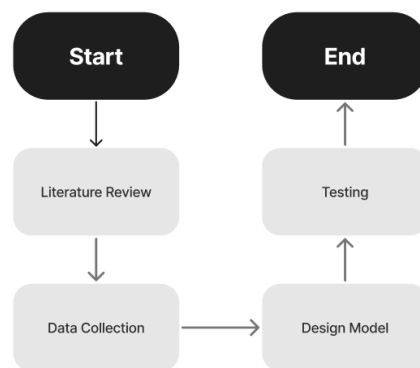 Start
Literature Review
Data Collection
Design Model
Testing
End